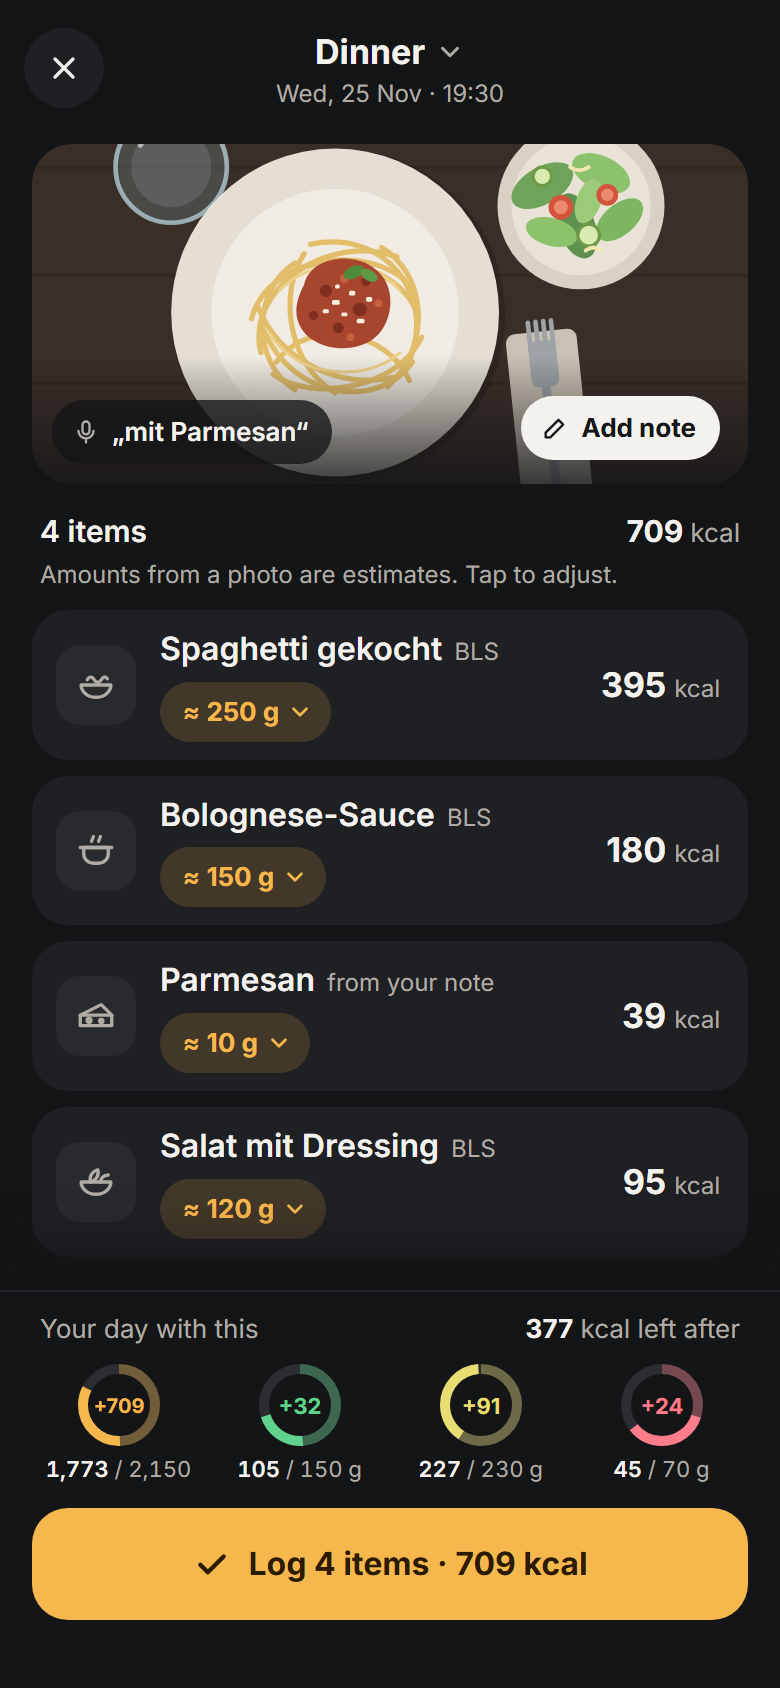 Dinner
Wed, 25 Nov · 19:30
„mit Parmesan“
Add note
4 items
709 kcal
Amounts from a photo are estimates. Tap to adjust.
Spaghetti gekocht BLS
≈ 250 g
395 kcal
Bolognese-Sauce BLS
≈ 150 g
180 kcal
Parmesan from your note
≈ 10 g
39 kcal
Salat mit Dressing BLS
≈ 120 g
95 kcal
Your day with this
377 kcal left after
+709
+32
+91
+24
1,773 / 2,150
105 / 150 g
227 / 230 g
45 / 70 g
Log 4 items · 709 kcal